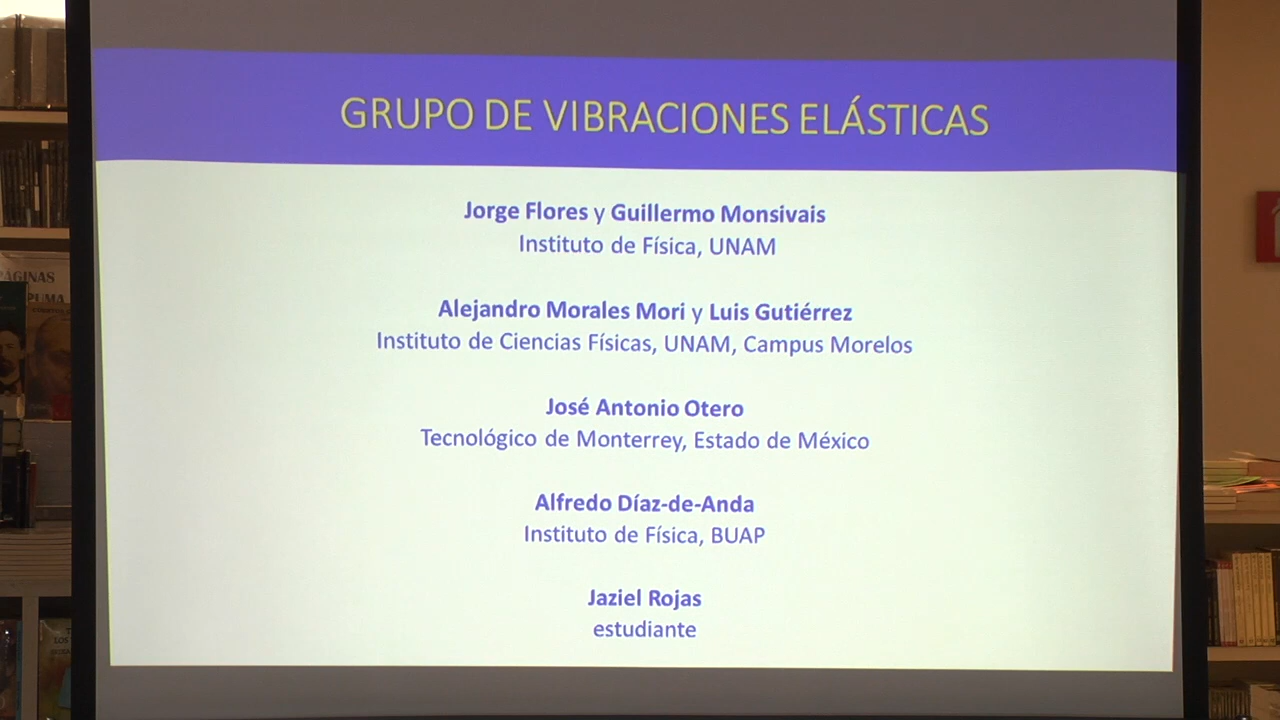 GRUPO DE VIBRACIONES ELÁSTICAS
Jorge Flores y Guillermo Monsivais
Instituto de Física, UNAM
Alejandro Morales Mori y Luis Gutiérrez
Instituto de Ciencias Físicas, UNAM, Campus Morelos
José Antonio Otero
Tecnológico de Monterrey, Estado de México
Alfredo Díaz-de-Anda
Instituto de Física, BUAP
Jaziel Rojas
estudiante